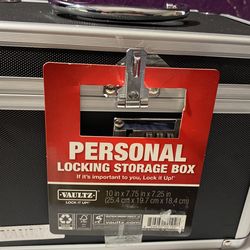 PERSONAL
LOCKING STORAGE BOX
If it's important to you, Lock it Up!
VAULTZ
LOCK IT UP!
10 in x 7.75 in x 7.25 in
(25.4 cm x 19.7 cm x 18.4 cm)
FSC